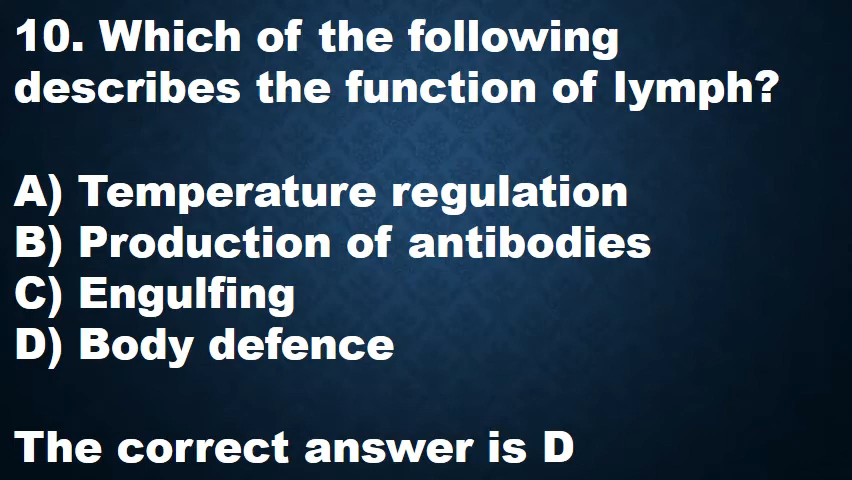 10. Which of the following
describes the function of lymph?
A) Temperature regulation
B) Production of antibodies
C) Engulfing
D) Body defence
The correct answer is D